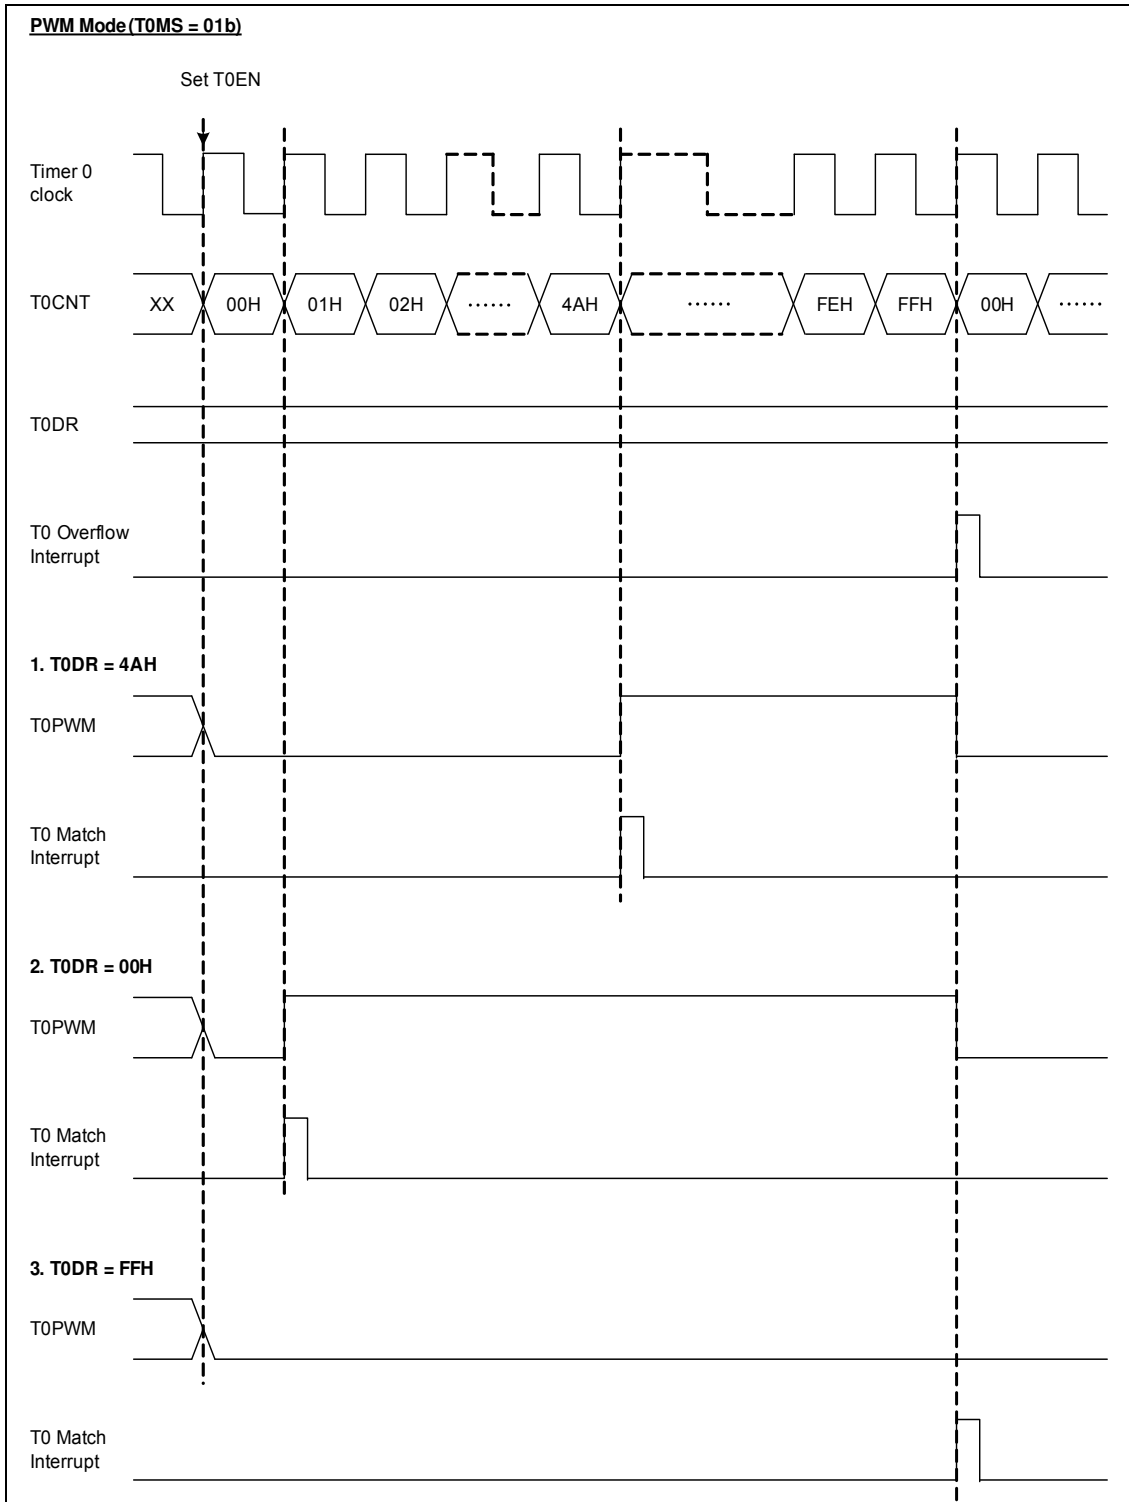 PWM Mode(T0MS = 01b)
Set T0EN
Timer 0
clock
T0CNT
XX 00H 01H 02H ...... 4AH ...... FEH FFH 00H ......
T0DR
T0 Overflow
Interrupt
1. T0DR = 4AH
T0PWM
T0 Match
Interrupt
2. T0DR = 00H
T0PWM
T0 Match
Interrupt
3. T0DR = FFH
T0PWM
T0 Match
Interrupt